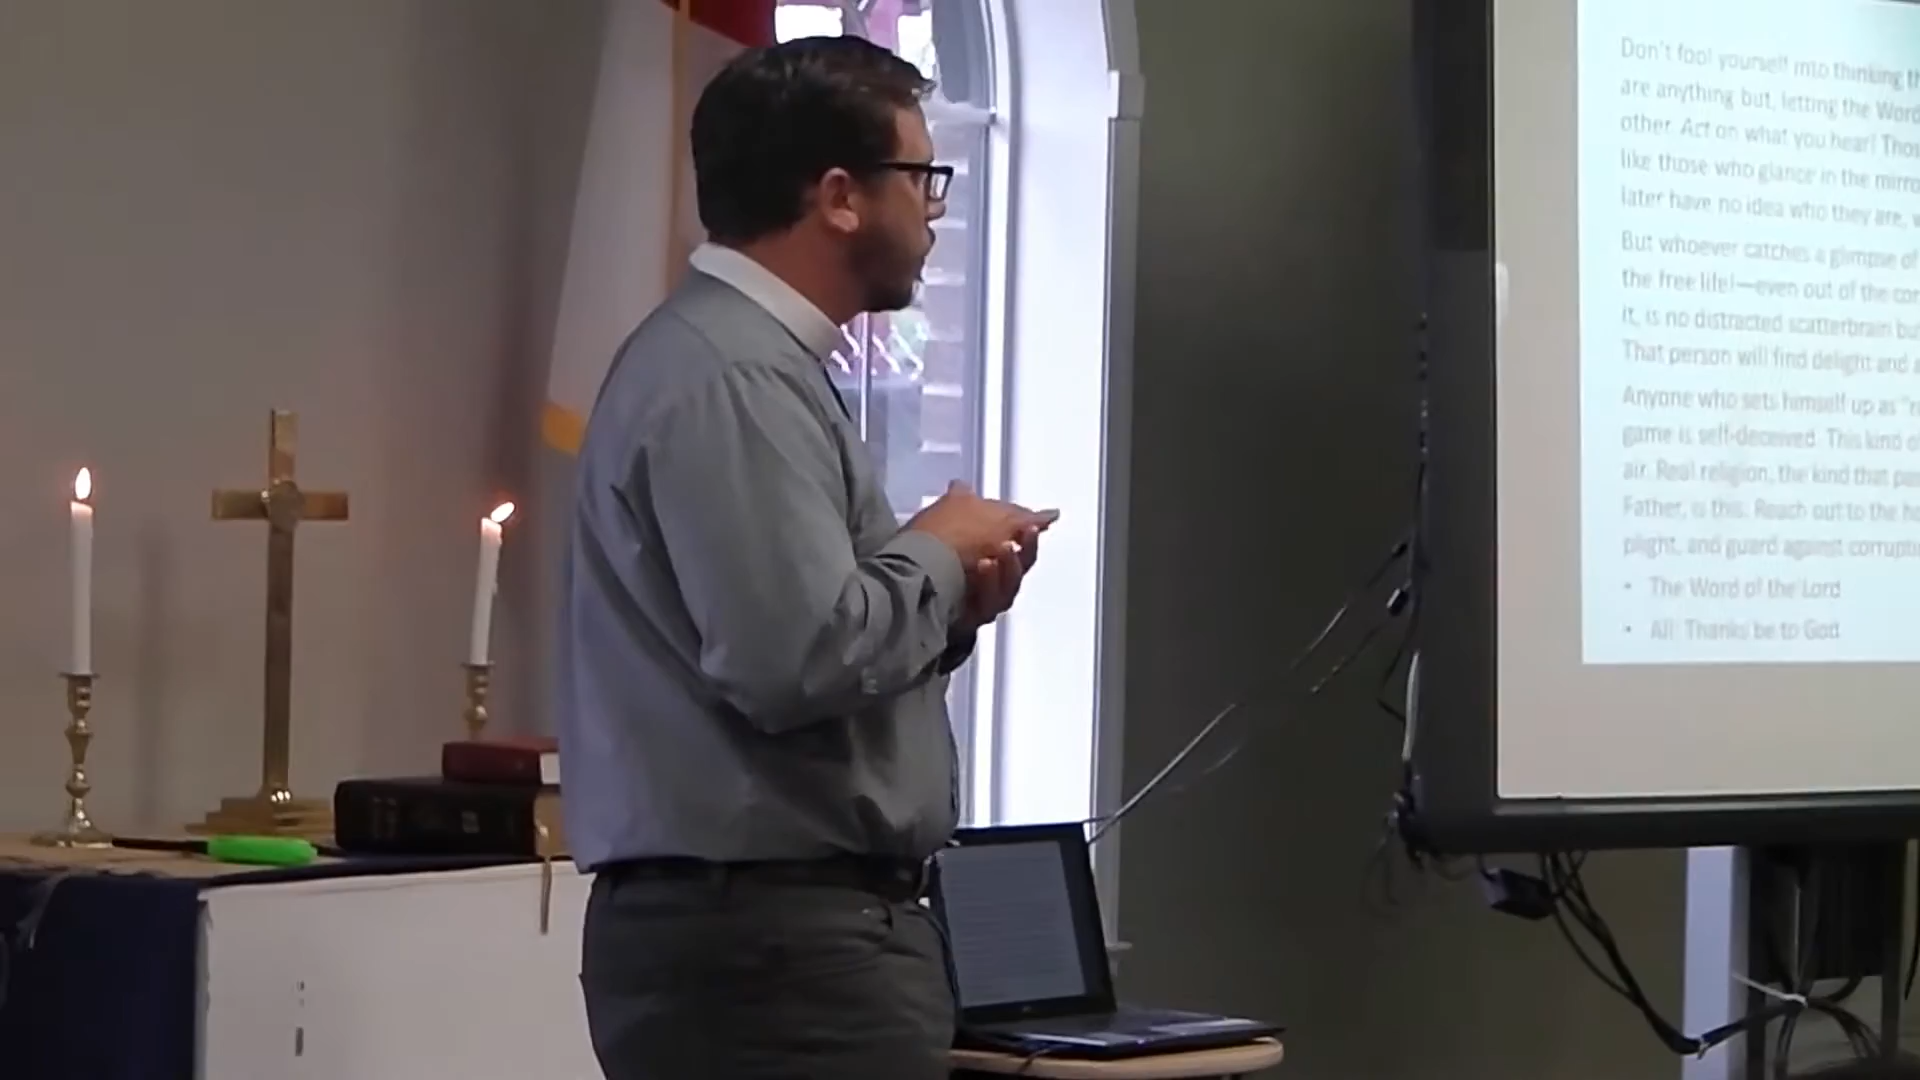 Don't fool yourself into thinking
are anything but, letting the Word
other. Act on what you hear!
like those who glance in the
later have no idea who they are,
But whoever catches a glimpse of
the free life!—even out of the
it, is no distracted scatterbrain
That person will find delight and
Anyone who sets himself up as
game is self-deceived. This kind
air. Real religion, the kind that
Father, is this: Reach out to the
plight, and guard against
• The Word of the Lord
• All: Thanks be to God